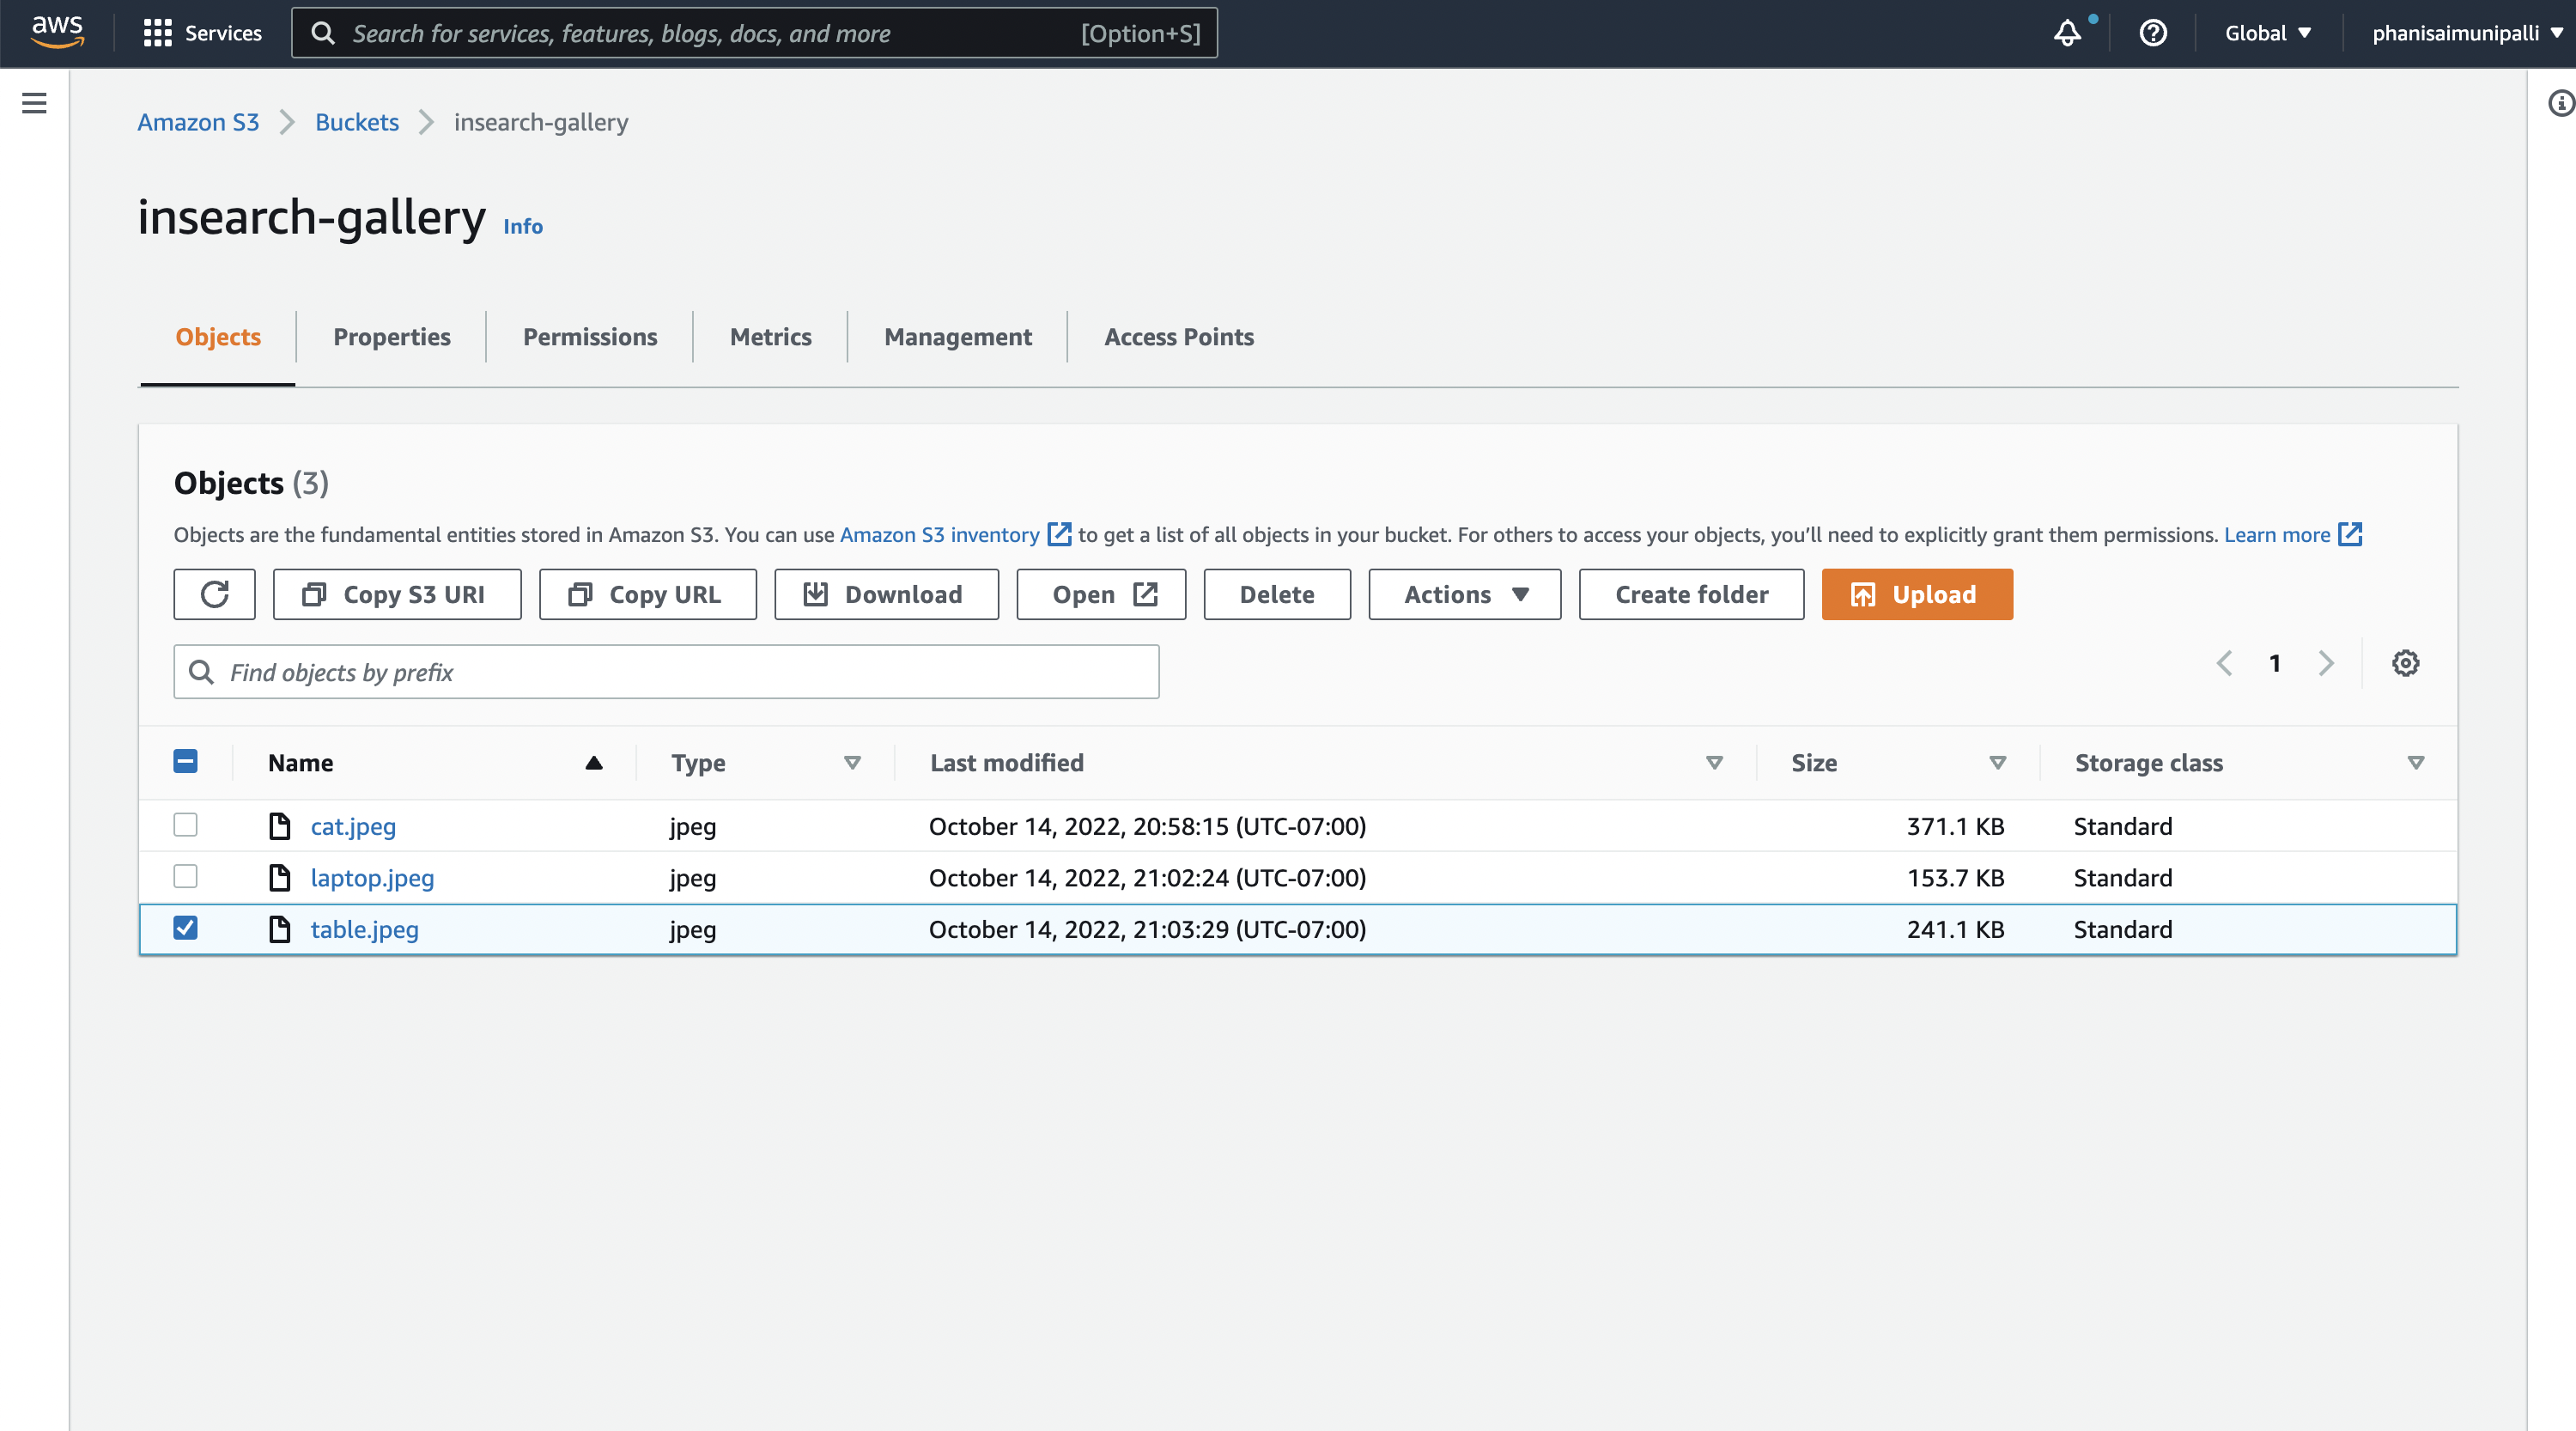 aws Services Search for services, features, blogs, docs, and more [Option+S] Global phanisaimunipalli
Amazon S3 Buckets insearch-gallery
insearch-gallery Info
Objects Properties Permissions Metrics Management Access Points
Objects (3)
Objects are the fundamental entities stored in Amazon S3. You can use Amazon S3 inventory to get a list of all objects in your bucket. For others to access your objects, you’ll need to explicitly grant them permissions. Learn more
Copy S3 URI Copy URL Download Open Delete Actions Create folder Upload
Find objects by prefix 1
Name Type Last modified Size Storage class
cat.jpeg jpeg October 14, 2022, 20:58:15 (UTC-07:00) 371.1 KB Standard
laptop.jpeg jpeg October 14, 2022, 21:02:24 (UTC-07:00) 153.7 KB Standard
table.jpeg jpeg October 14, 2022, 21:03:29 (UTC-07:00) 241.1 KB Standard